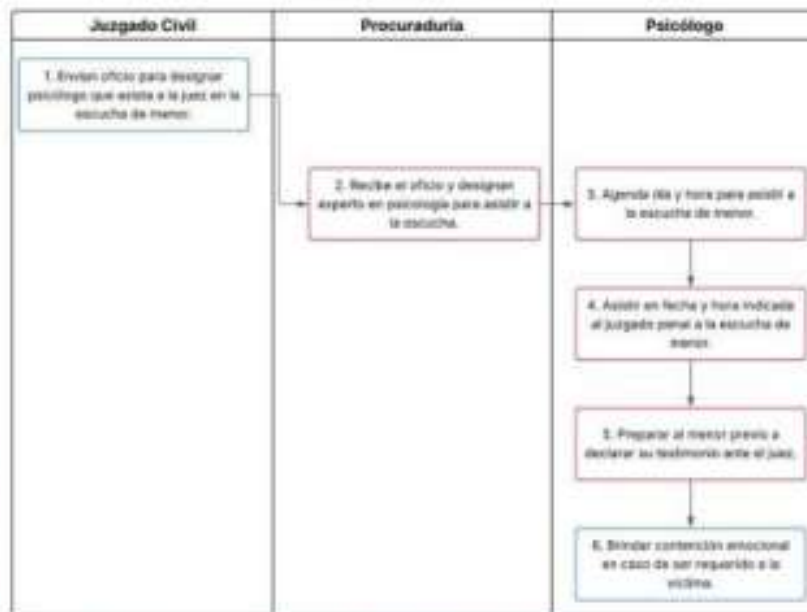 Juzgado Civil
Procuraduría
Psicólogo
1. Envían oficio para designar
psicólogo que asista a la juez en la
escucha de menor.
2. Recibe el oficio y designan
experto en psicología para asistir a
la escucha.
3. Agenda día y hora para asistir a
la escucha de menor.
4. Asistir en fecha y hora indicada
al juzgado penal a la escucha de
menor.
5. Preparar al menor previo a
declarar su testimonio ante el juez.
6. Brindar contención emocional
en caso de ser requerido a la
víctima.